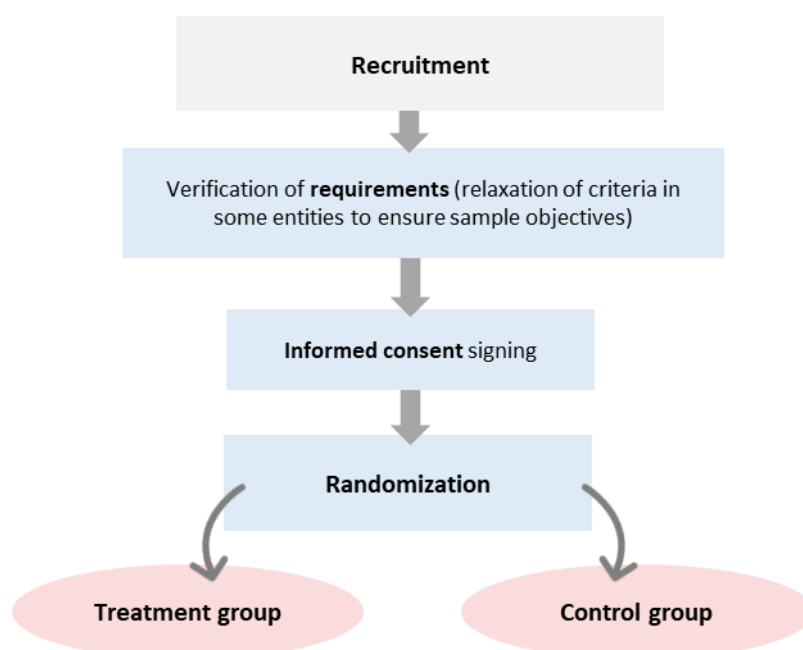 Recruitment
Verification of requirements (relaxation of criteria in
some entities to ensure sample objectives)
Informed consent signing
Randomization
Treatment group
Control group